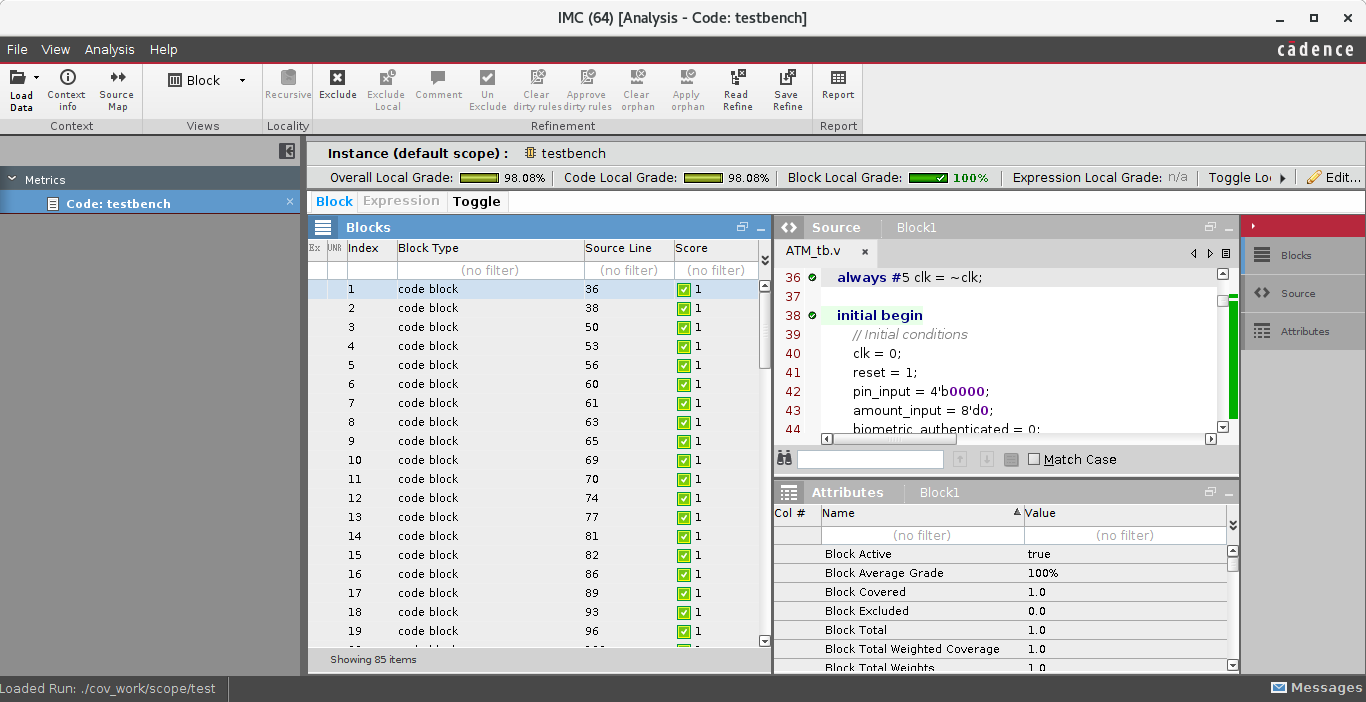 IMC (64) [Analysis - Code: testbench]
File View Analysis Help
cādence
Load Data
Context info
Source Map
Block
Recursive
Exclude
Exclude Local
Comment
Un Exclude
Clear dirty rules
Approve dirty rules
Clear orphan
Apply orphan
Read Refine
Save Refine
Report
Context Views Locality Refinement Report
Instance (default scope) : testbench
Metrics
Code: testbench
Overall Local Grade: 98.08% Code Local Grade: 98.08% Block Local Grade: 100% Expression Local Grade: n/a Toggle Lo Edit...
Block Expression Toggle
Blocks
Ex UNR Index Block Type Source Line Score
(no filter) (no filter) (no filter)
1 code block 36 1
2 code block 38 1
3 code block 50 1
4 code block 53 1
5 code block 56 1
6 code block 60 1
7 code block 61 1
8 code block 63 1
9 code block 65 1
10 code block 69 1
11 code block 70 1
12 code block 74 1
13 code block 77 1
14 code block 81 1
15 code block 82 1
16 code block 86 1
17 code block 89 1
18 code block 93 1
19 code block 96 1
Showing 85 items
Source Block1
ATM_tb.v
36 always #5 clk = ~clk;
37
38 initial begin
39 // Initial conditions
40 clk = 0;
41 reset = 1;
42 pin_input = 4'b0000;
43 amount_input = 8'd0;
44 biometric_authenticated = 0;
Match Case
Attributes Block1
Col # Name Value
(no filter) (no filter)
Block Active true
Block Average Grade 100%
Block Covered 1.0
Block Excluded 0.0
Block Total 1.0
Block Total Weighted Coverage 1.0
Block Total Weights 1.0
Blocks
Source
Attributes
Loaded Run: ./cov_work/scope/test
Messages